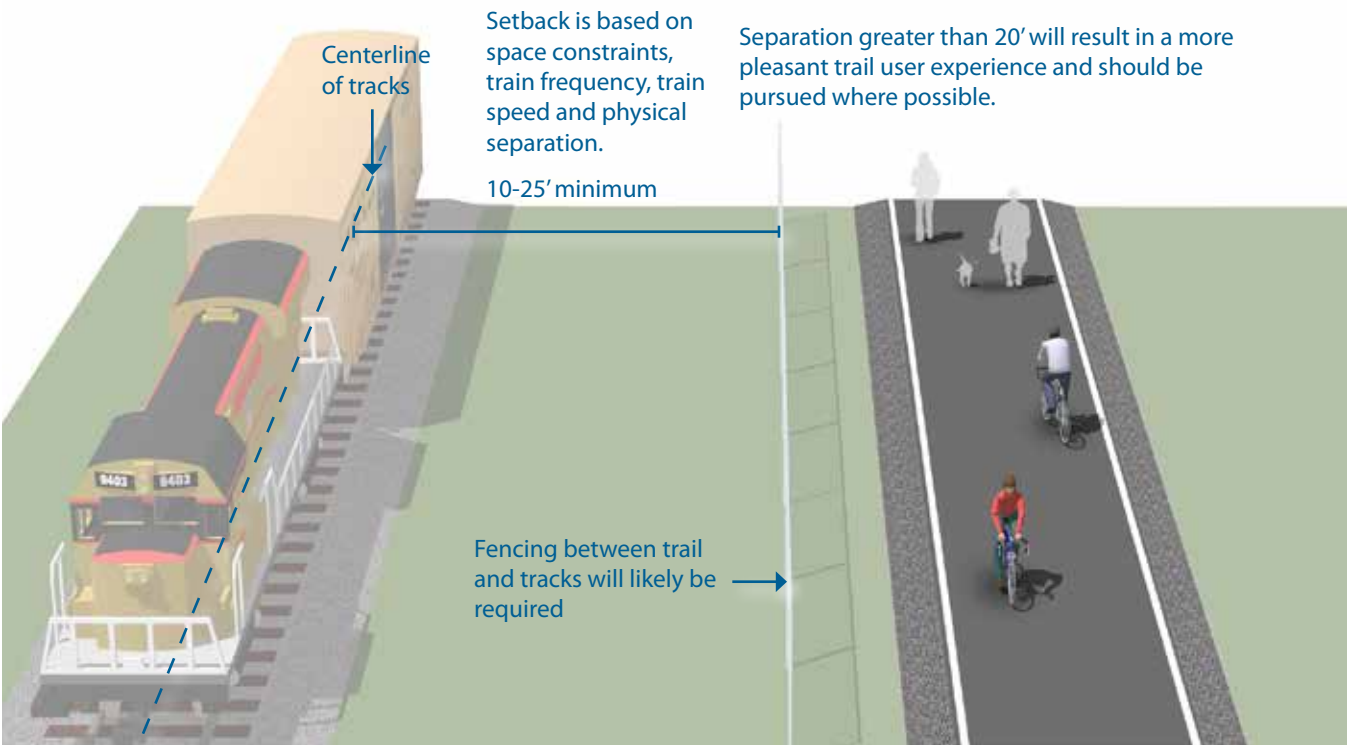 Centerline
of tracks
Setback is based on
space constraints,
train frequency, train
speed and physical
separation.
10-25’ minimum
Separation greater than 20’ will result in a more
pleasant trail user experience and should be
pursued where possible.
Fencing between trail
and tracks will likely be
required
9403 9403